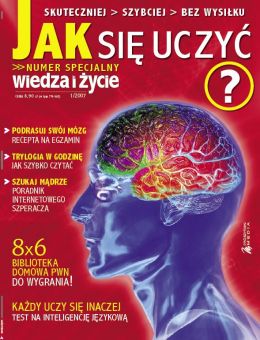 SKUTECZNIEJ > SZYBCIEJ > BEZ WYSIŁKU
JAK SIĘ UCZYĆ
>>NUMER SPECJALNY
wiedza i życie
?
1/2007
PODRASUJ SWÓJ MÓZG
RECEPTA NA EGZAMIN
TRYLOGIA W GODZINĘ
JAK SZYBKO CZYTAĆ
SZUKAJ MĄDRZE
PORADNIK
INTERNETOWEGO
SZPERACZA
8x6
BIBLIOTEKA
DOMOWA PWN
DO WYGRANIA!
KAŻDY UCZY SIĘ INACZEJ
TEST NA INTELIGENCJĘ JĘZYKOWĄ